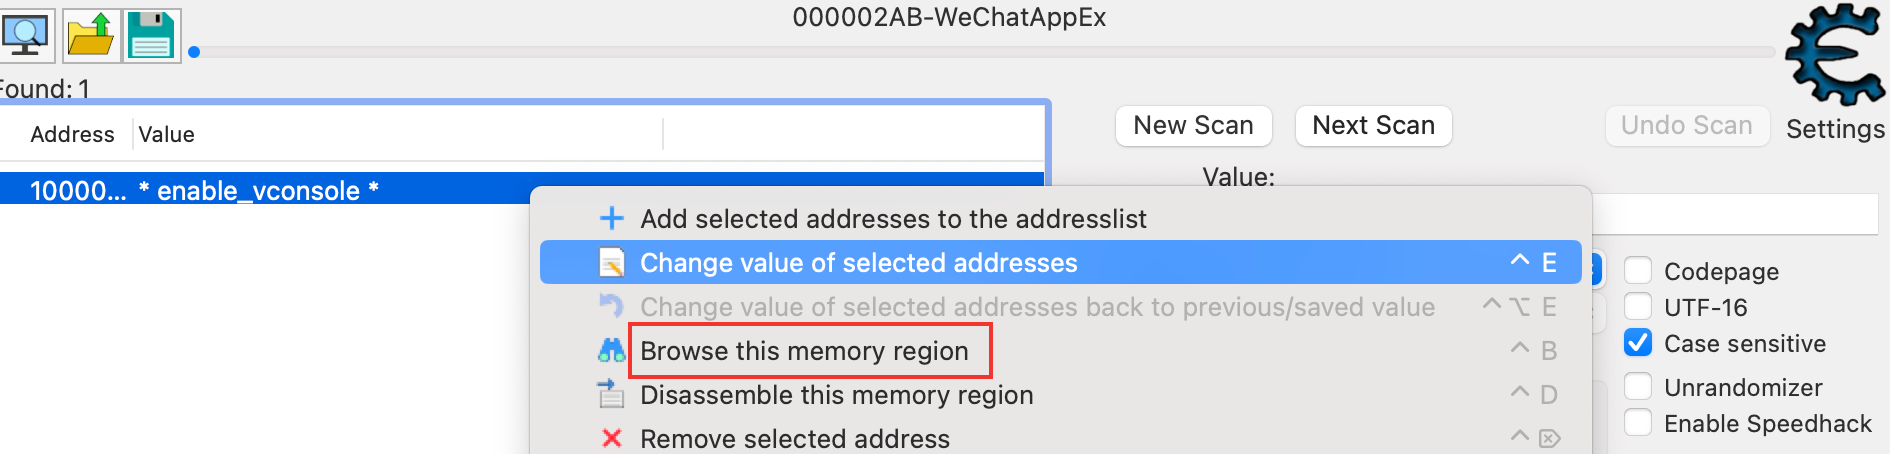 000002AB-WeChatAppEx
Found: 1
Address Value
New Scan Next Scan Undo Scan Settings
Value:
10000... * enable_vconsole *
Add selected addresses to the addresslist
Change value of selected addresses ^ E
Change value of selected addresses back to previous/saved value ^⌥ E
Browse this memory region ^ B
Disassemble this memory region ^ D
Remove selected address ^ ⌦
Codepage
UTF-16
Case sensitive
Unrandomizer
Enable Speedhack